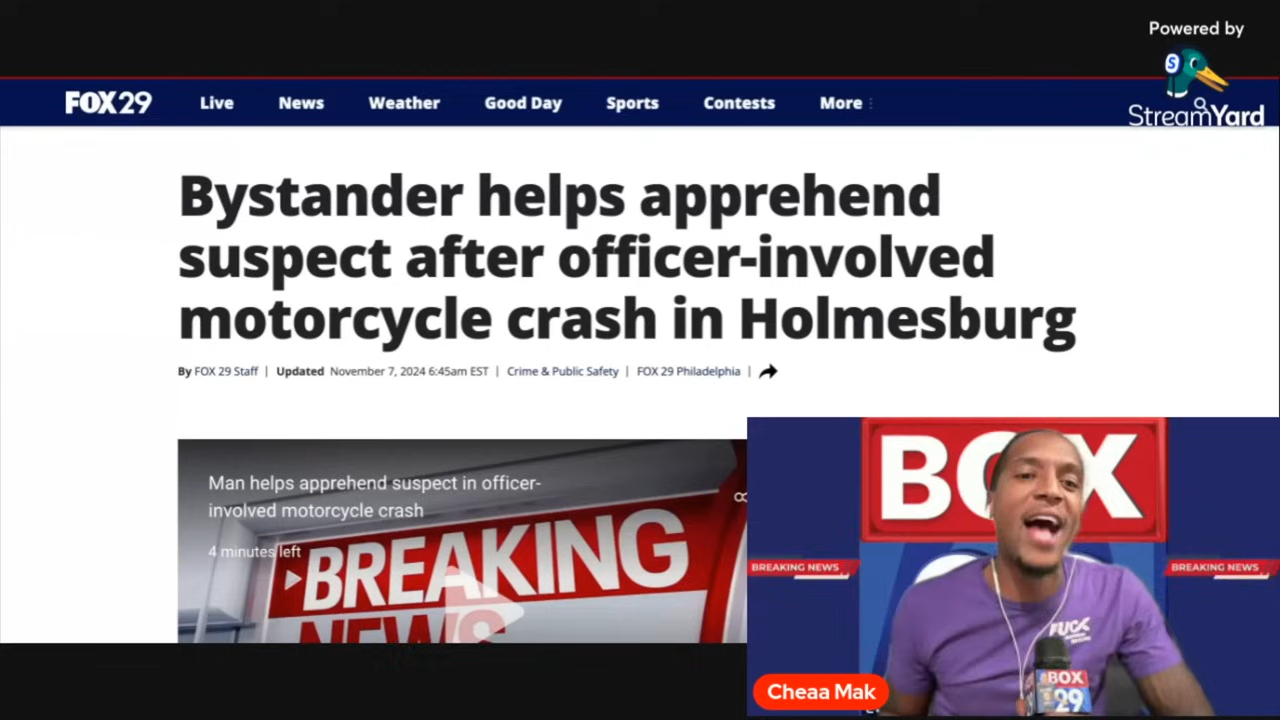 Powered by
StreamYard
FOX 29 Live News Weather Good Day Sports Contests More
Bystander helps apprehend
suspect after officer-involved
motorcycle crash in Holmesburg
By FOX 29 Staff | Updated November 7, 2024 6:45am EST | Crime & Public Safety | FOX 29 Philadelphia |
Man helps apprehend suspect in officer-
involved motorcycle crash
4 minutes left
BREAKING
NEWS
BOX
BREAKING NEWS
BREAKING NEWS
FUCK
BOX
29
Cheaa Mak